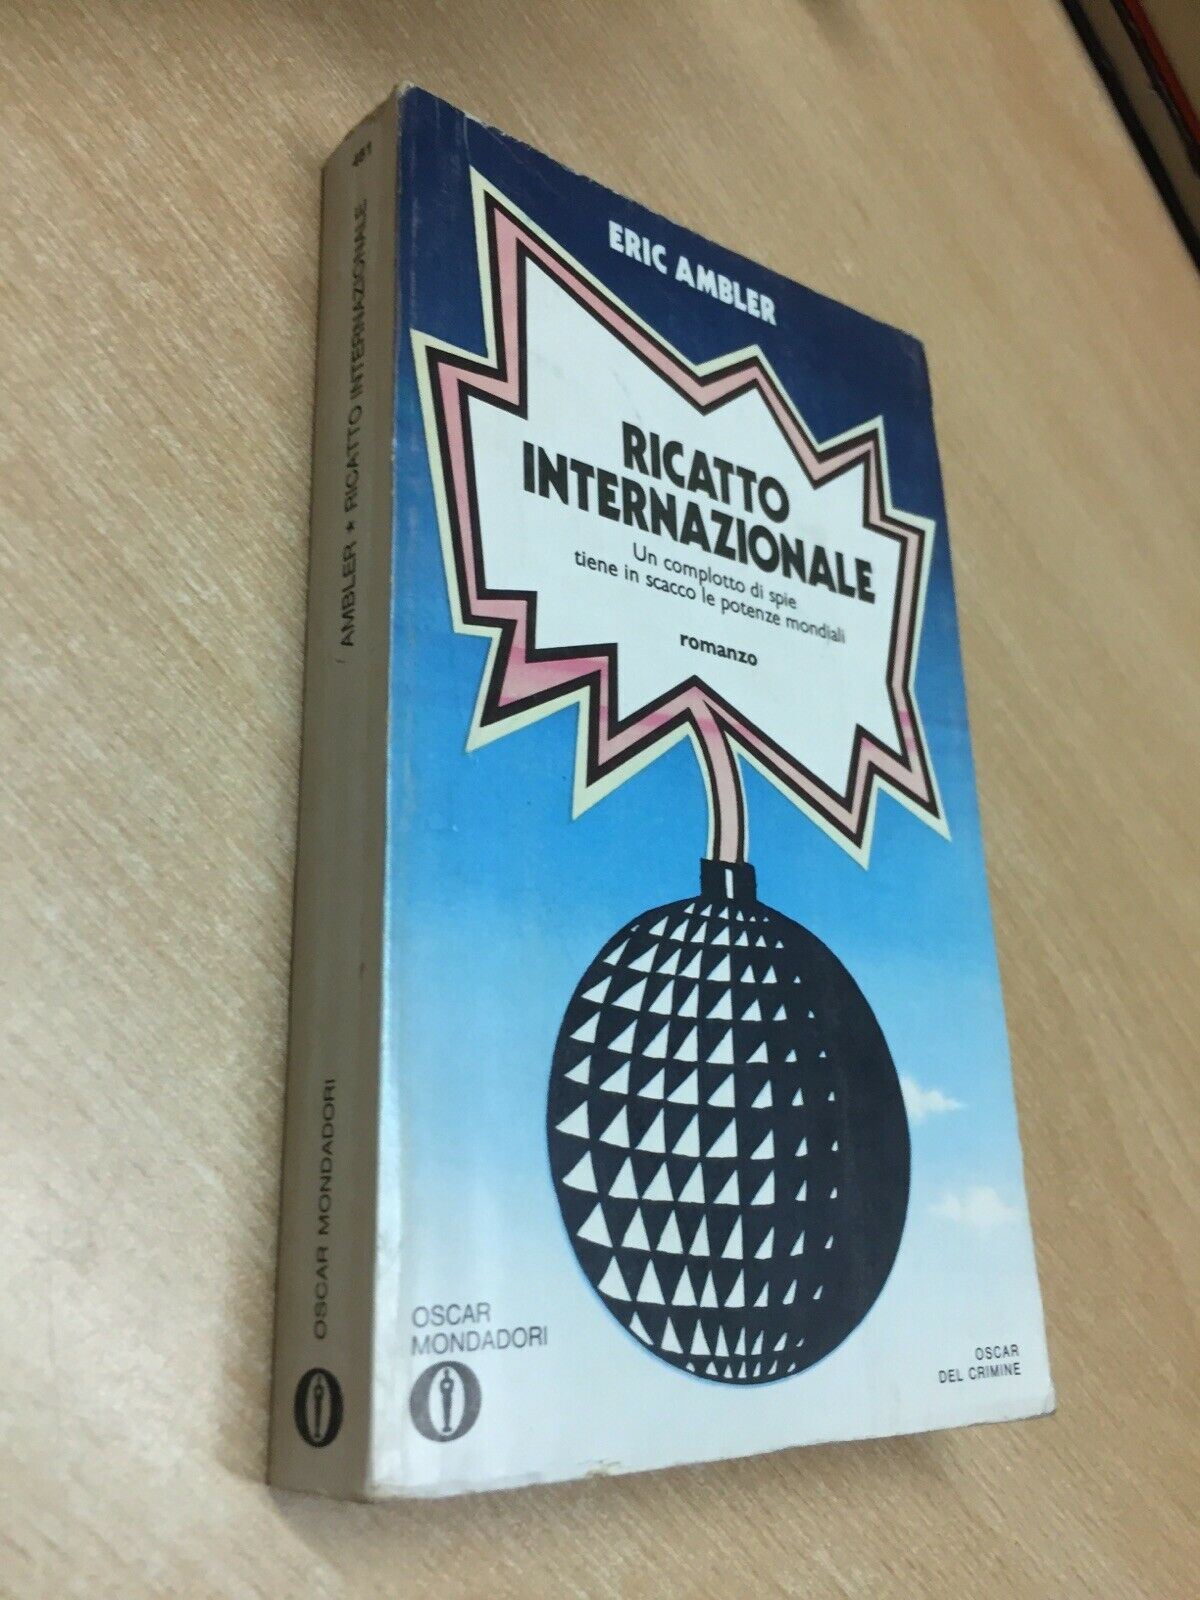 ERIC AMBLER
RICATTO
INTERNAZIONALE
Un complotto di spie
tiene in scacco le potenze mondiali
romanzo
OSCAR
MONDADORI
OSCAR
DEL CRIMINE
481
AMBLER ★ RICATTO INTERNAZIONALE
OSCAR MONDADORI